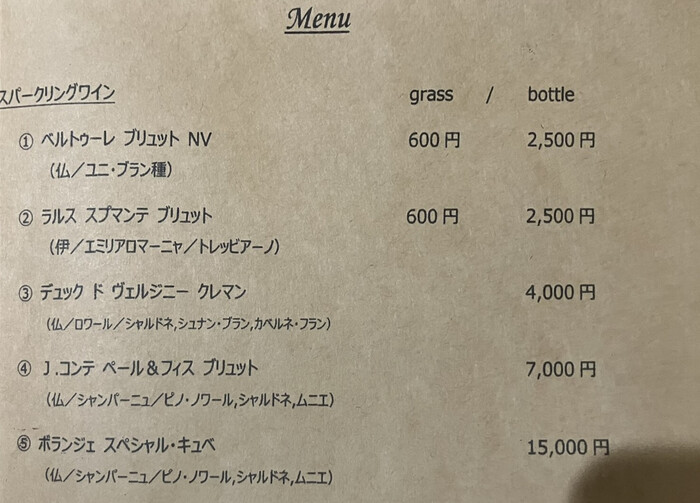 Menu
スパークリングワイン grass / bottle
① ベルトゥーレ ブリュット NV 600円 2,500円
(仏/ユニ・ブラン種)
② ラルス スプマンテ ブリュット 600円 2,500円
(伊/エミリアロマーニャ/トレッビアーノ)
③ デュック ド ヴェルジニー クレマン 4,000円
(仏/ロワール/シャルドネ,シュナン・ブラン,カベルネ・フラン)
④ J.コンテ ペール&フィス ブリュット 7,000円
(仏/シャンパーニュ/ピノ・ノワール,シャルドネ,ムニエ)
⑤ ボランジェ スペシャル・キュベ 15,000円
(仏/シャンパーニュ/ピノ・ノワール,シャルドネ,ムニエ)